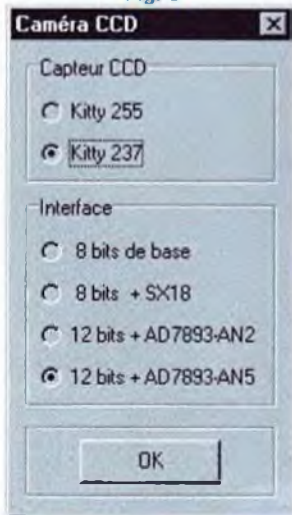 Caméra CCD
Capteur CCD
Kitty 255
Kitty 237
Interface
8 bits de base
8 bits + SX18
12 bits + AD7893-AN2
12 bits + AD7893-AN5
OK